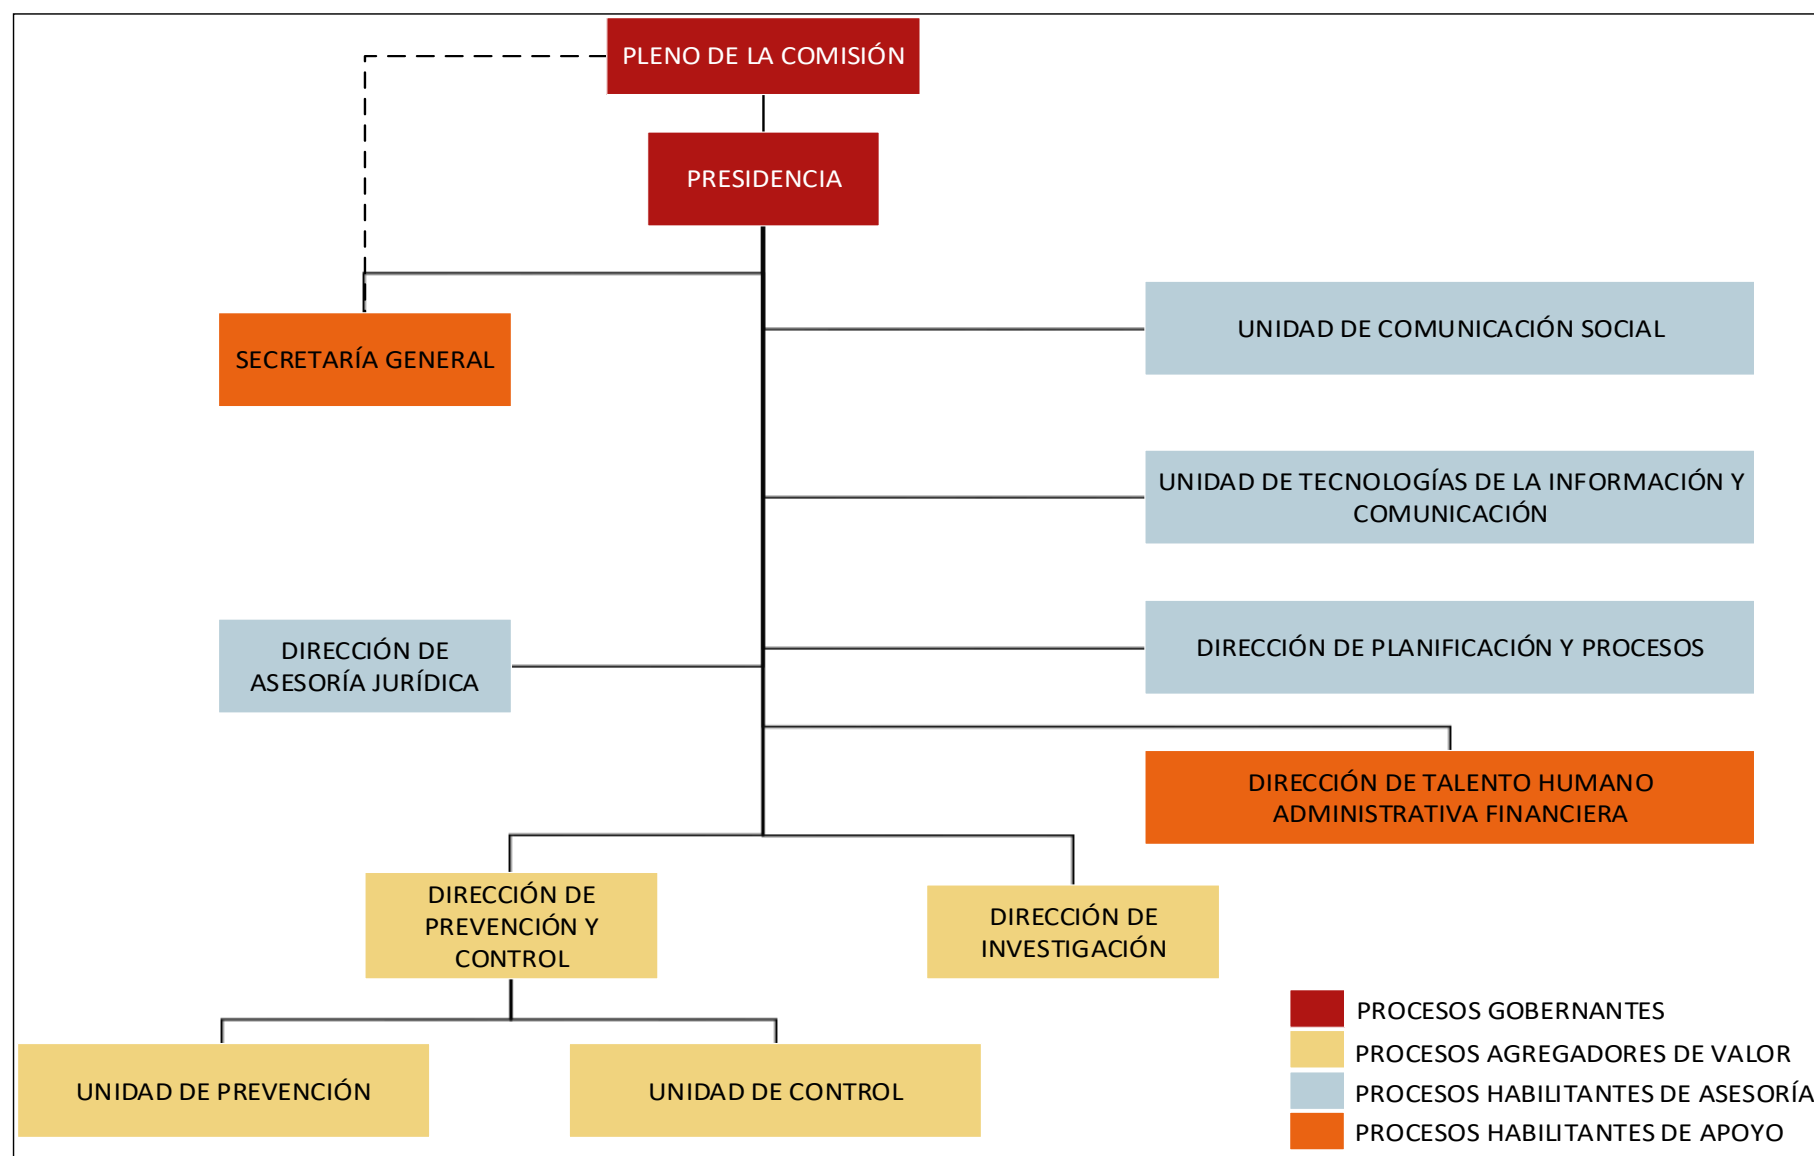 PLENO DE LA COMISIÓN
PRESIDENCIA
SECRETARÍA GENERAL
UNIDAD DE COMUNICACIÓN SOCIAL
UNIDAD DE TECNOLOGÍAS DE LA INFORMACIÓN Y
COMUNICACIÓN
DIRECCIÓN DE
ASESORÍA JURÍDICA
DIRECCIÓN DE PLANIFICACIÓN Y PROCESOS
DIRECCIÓN DE TALENTO HUMANO
ADMINISTRATIVA FINANCIERA
DIRECCIÓN DE
PREVENCIÓN Y
CONTROL
DIRECCIÓN DE
INVESTIGACIÓN
UNIDAD DE PREVENCIÓN
UNIDAD DE CONTROL
PROCESOS GOBERNANTES
PROCESOS AGREGADORES DE VALOR
PROCESOS HABILITANTES DE ASESORÍA
PROCESOS HABILITANTES DE APOYO